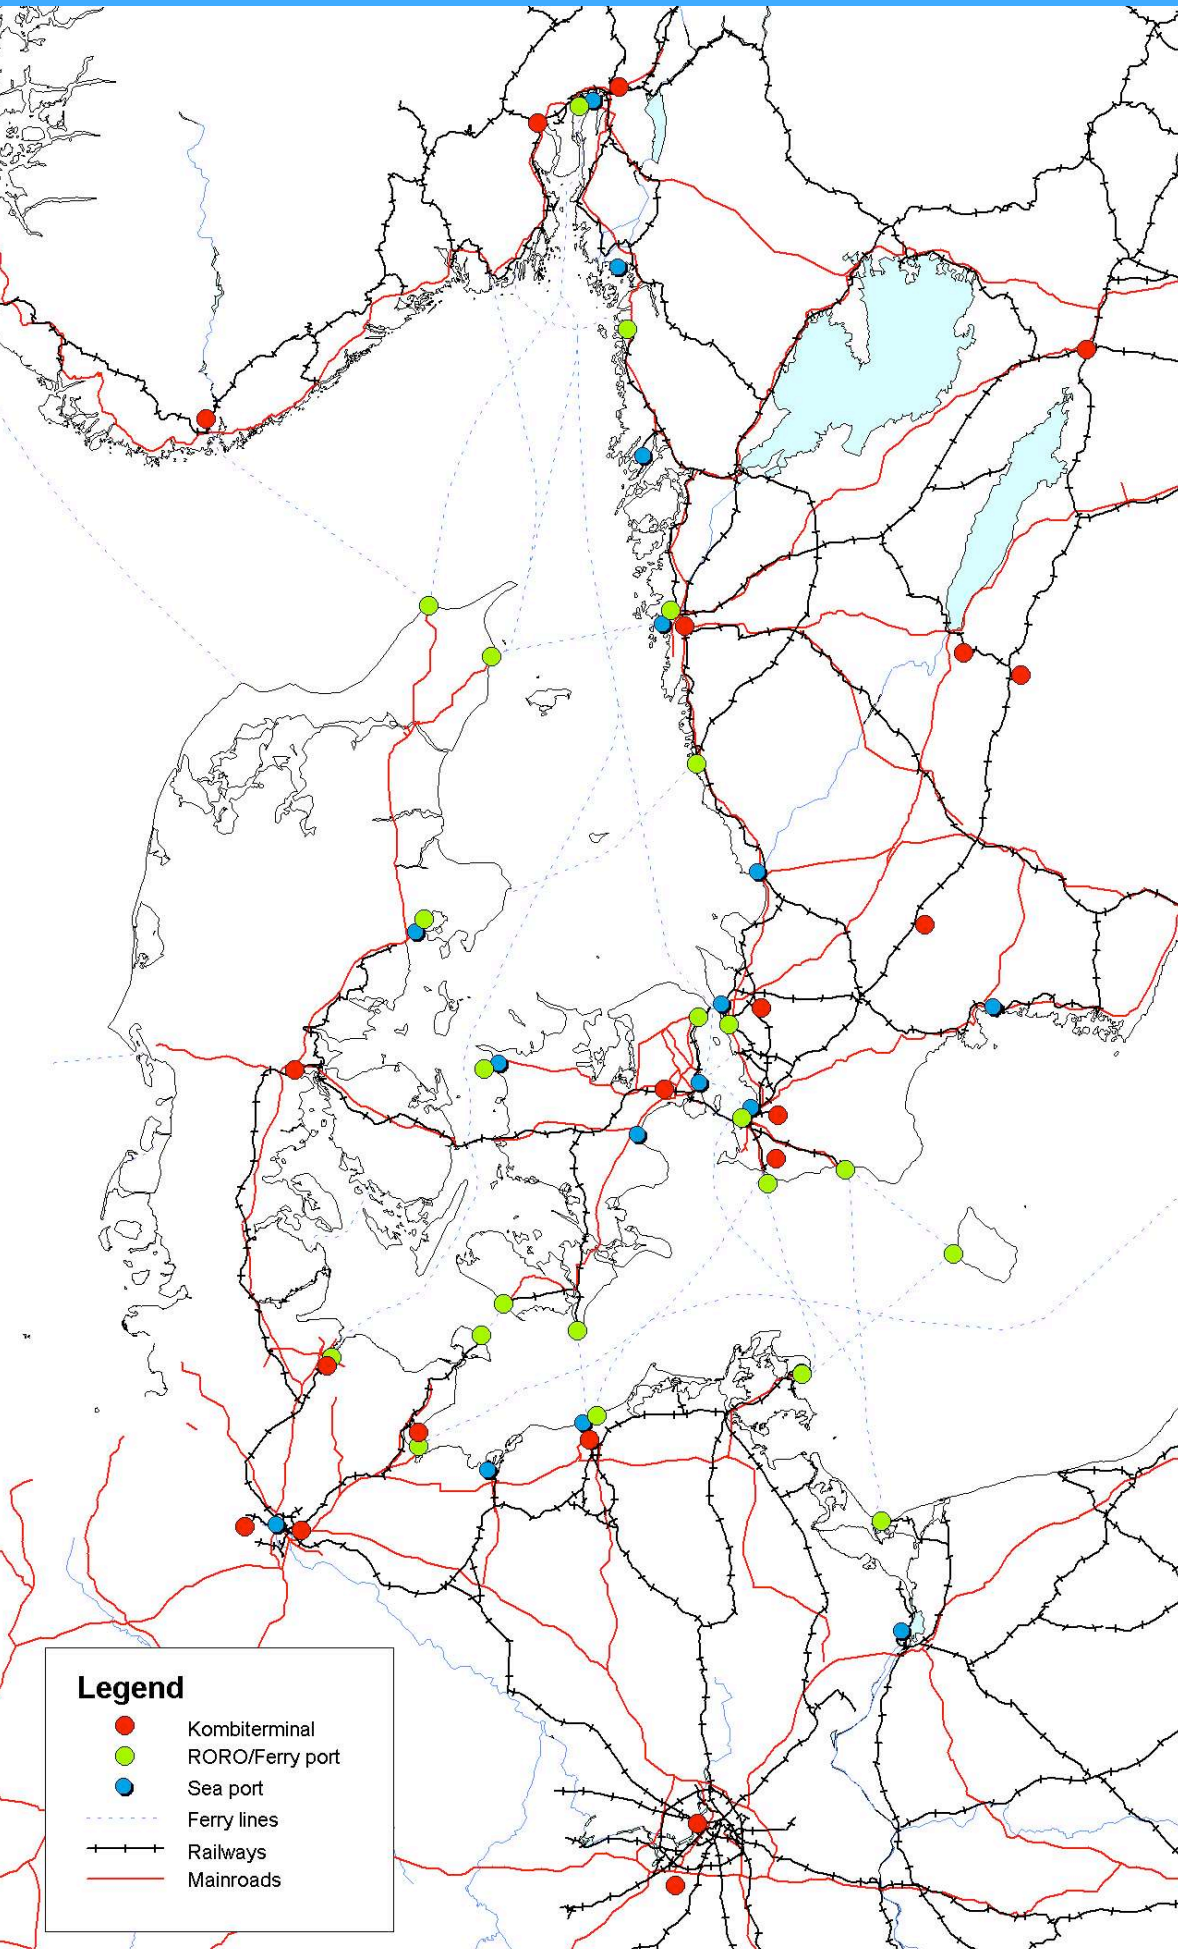 Legend
Kombiterminal
RORO/Ferry port
Sea port
Ferry lines
Railways
Mainroads